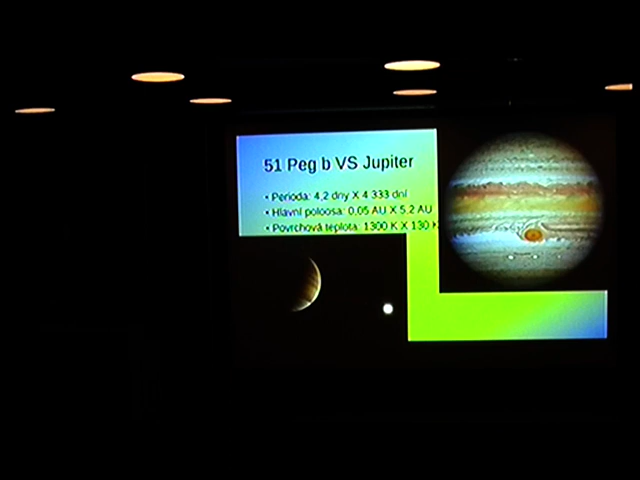 51 Peg b VS Jupiter
• Perioda: 4,2 dny X 4 333 dní
• Hlavní poloosa: 0,05 AU X 5,2 AU
• Povrchová teplota: 1300 K X 130 K